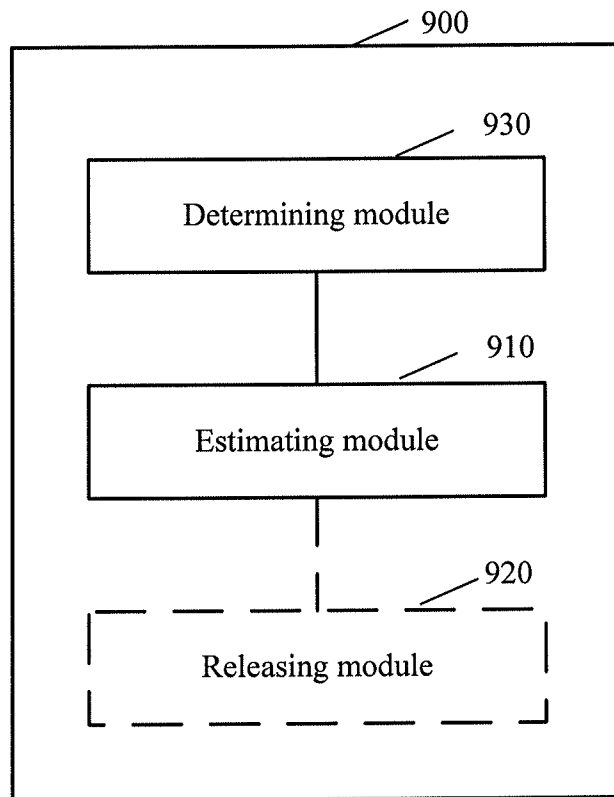 900
930
Determining module
910
Estimating module
920
Releasing module